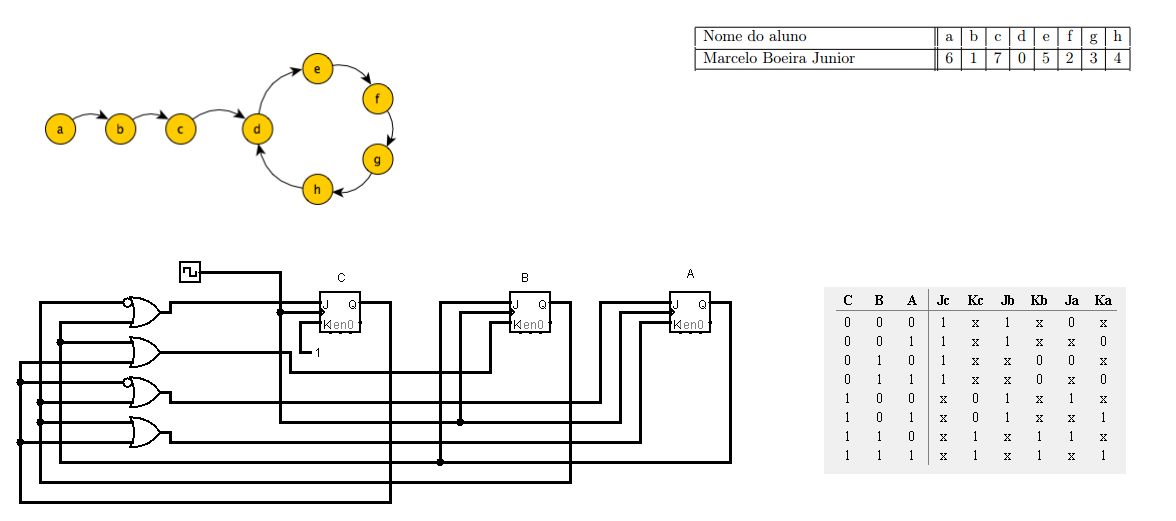 Nome do aluno a b c d e f g h
Marcelo Boeira Junior 6 1 7 0 5 2 3 4
e
f
a b c d
g
h
C B A
J Q J Q J Q
K en0 K en0 K en0
1
C B A Jc Kc Jb Kb Ja Ka
0 0 0 1 x 1 x 0 x
0 0 1 1 x 1 x x 0
0 1 0 1 x x 0 0 x
0 1 1 1 x x 0 x 0
1 0 0 x 0 1 x 1 x
1 0 1 x 0 1 x x 1
1 1 0 x 1 x 1 1 x
1 1 1 x 1 x 1 x 1